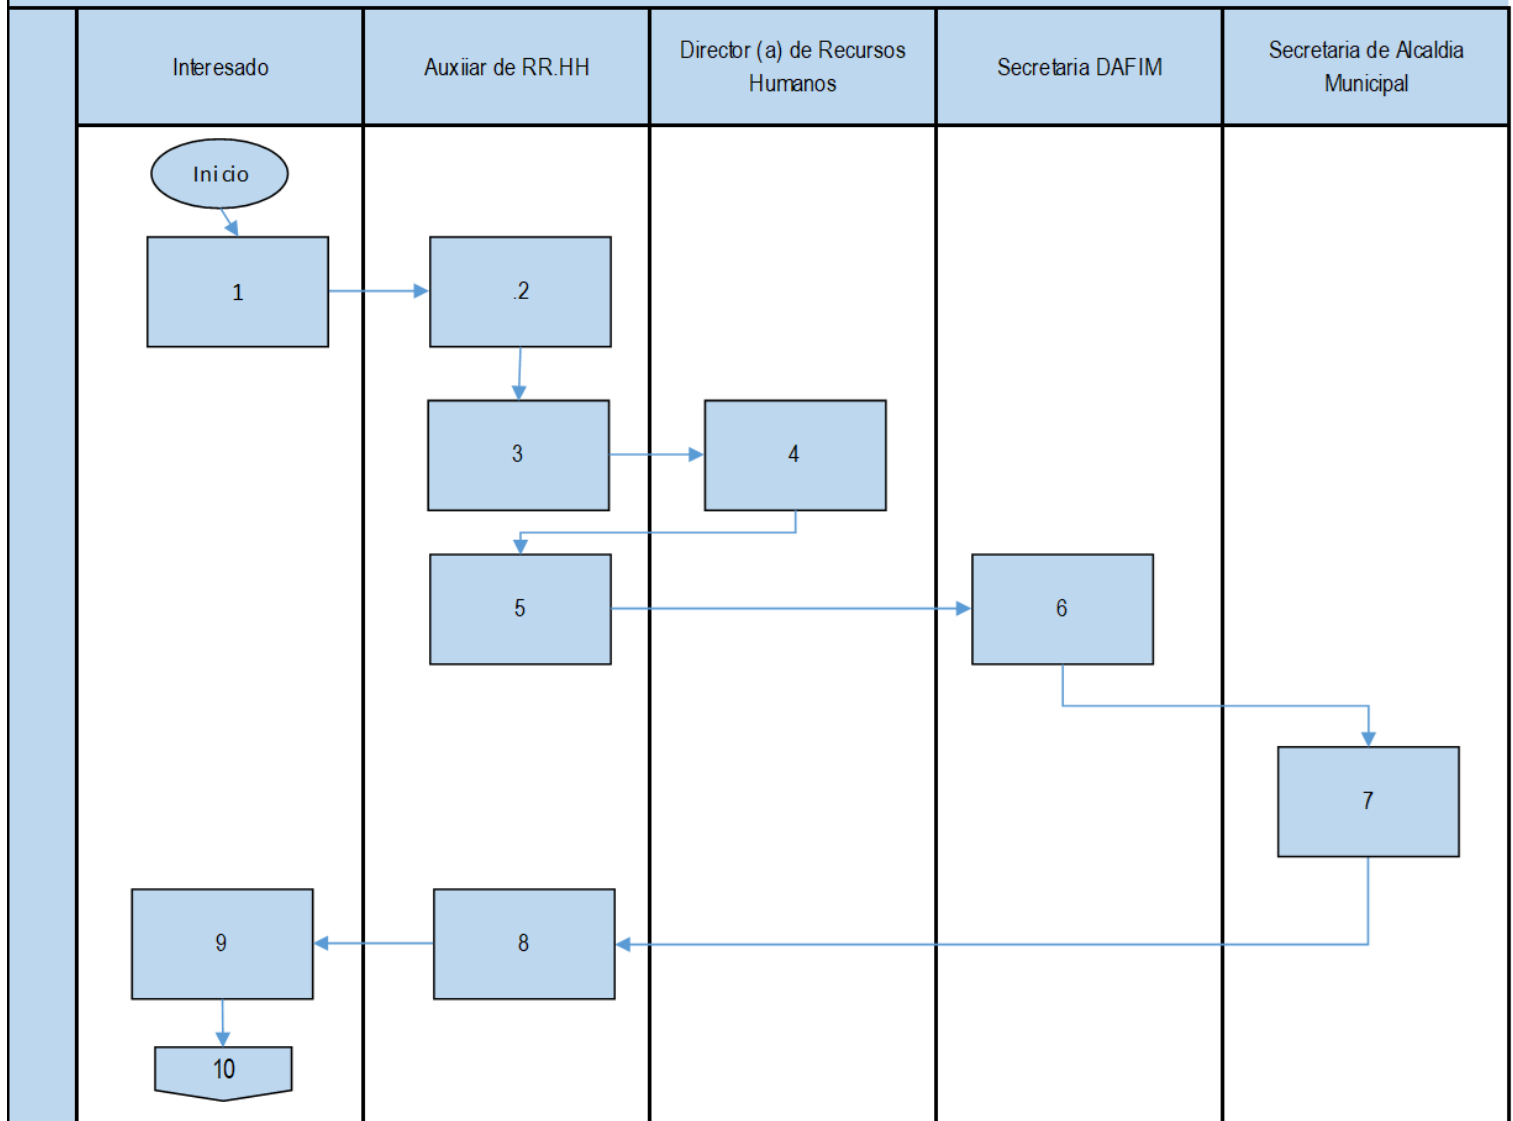 Interesado
Auxiiar de RR.HH
Director (a) de Recursos
Humanos
Secretaria DAFIM
Secretaria de Alcaldia
Municipal
Inicio
1
.2
3
4
5
6
7
9
8
10